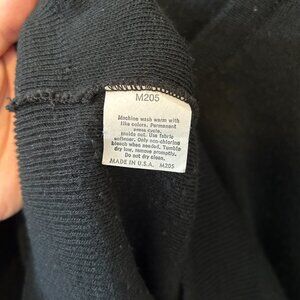 M205
Machine wash warm with
like colors. Permanent
press cycle.
Inside out. Use fabric
softener. Only non-chlorine
bleach when needed. Tumble
dry low, remove promptly.
Do not dry clean.
MADE IN U.S.A. M205